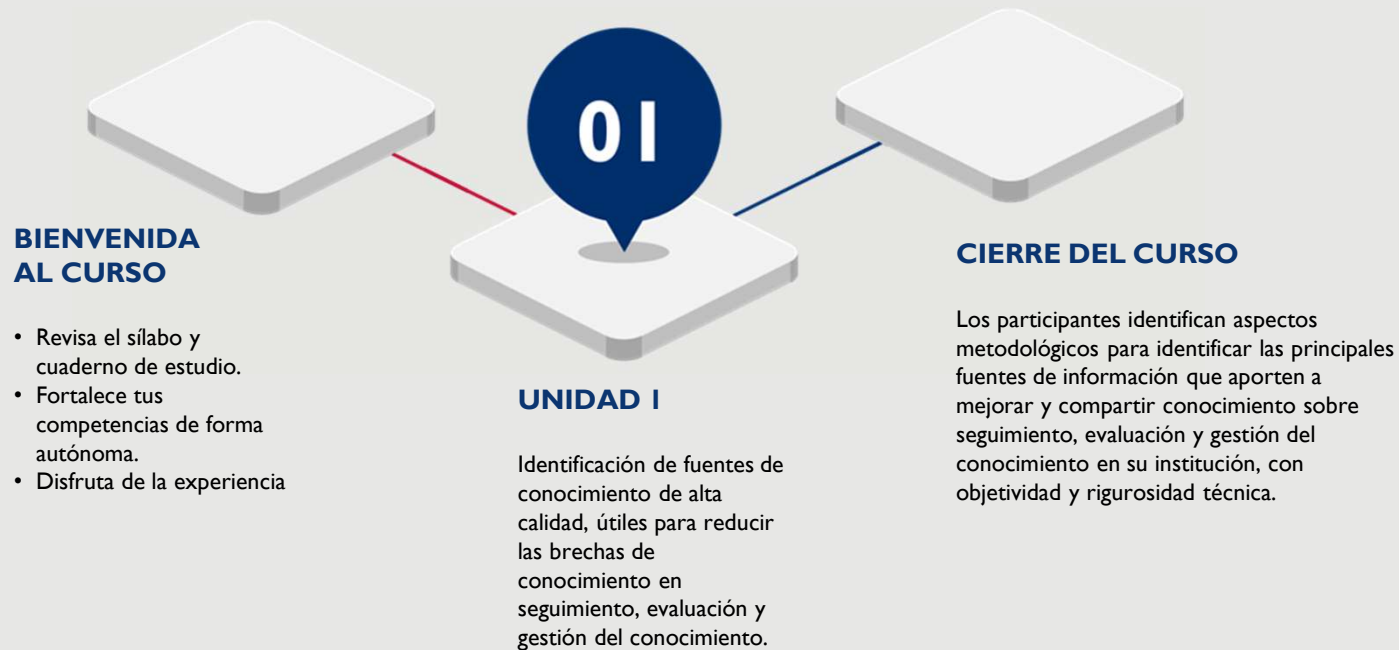 01
BIENVENIDA
AL CURSO
• Revisa el sílabo y
cuaderno de estudio.
• Fortalece tus
competencias de forma
autónoma.
• Disfruta de la experiencia
UNIDAD 1
Identificación de fuentes de
conocimiento de alta
calidad, útiles para reducir
las brechas de
conocimiento en
seguimiento, evaluación y
gestión del conocimiento.
CIERRE DEL CURSO
Los participantes identifican aspectos
metodológicos para identificar las principales
fuentes de información que aporten a
mejorar y compartir conocimiento sobre
seguimiento, evaluación y gestión del
conocimiento en su institución, con
objetividad y rigurosidad técnica.